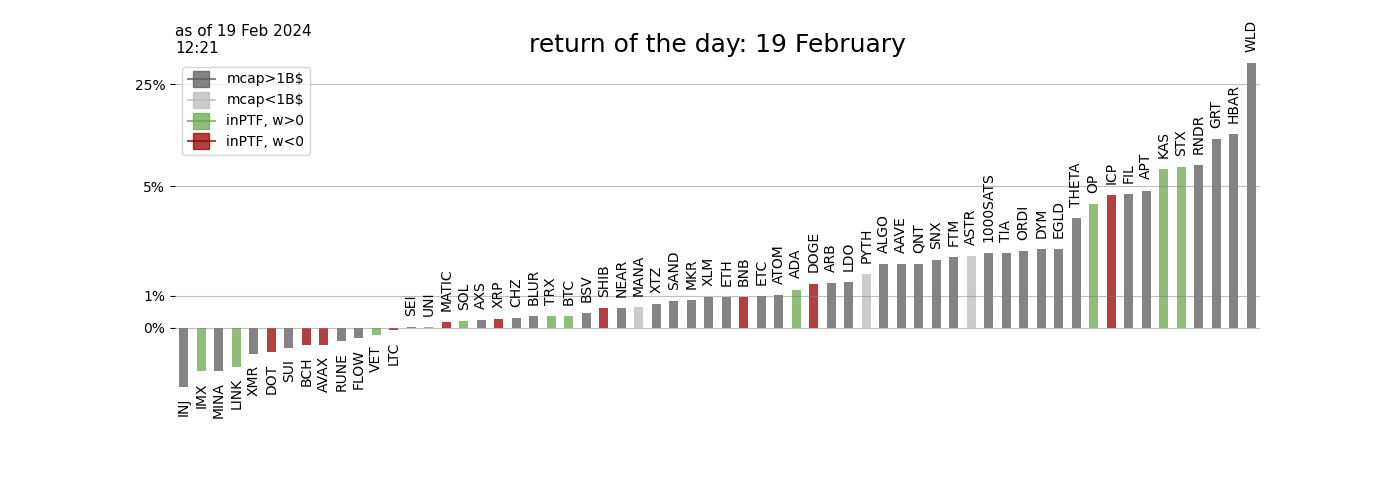 as of 19 Feb 2024
12:21
return of the day: 19 February
mcap>1B$
mcap<1B$
inPTF, w>0
inPTF, w<0
25%
5%
1%
0%
INJ
IMX
MINA
LINK
XMR
DOT
SUI
BCH
AVAX
RUNE
FLOW
VET
LTC
SEI
UNI
MATIC
SOL
AXS
XRP
CHZ
BLUR
TRX
BTC
BSV
SHIB
NEAR
MANA
XTZ
SAND
MKR
XLM
ETH
BNB
ETC
ATOM
ADA
DOGE
ARB
LDO
PYTH
ALGO
AAVE
QNT
SNX
FTM
ASTR
1000SATS
TIA
ORDI
DYM
EGLD
THETA
OP
ICP
FIL
APT
KAS
STX
RNDR
GRT
HBAR
WLD